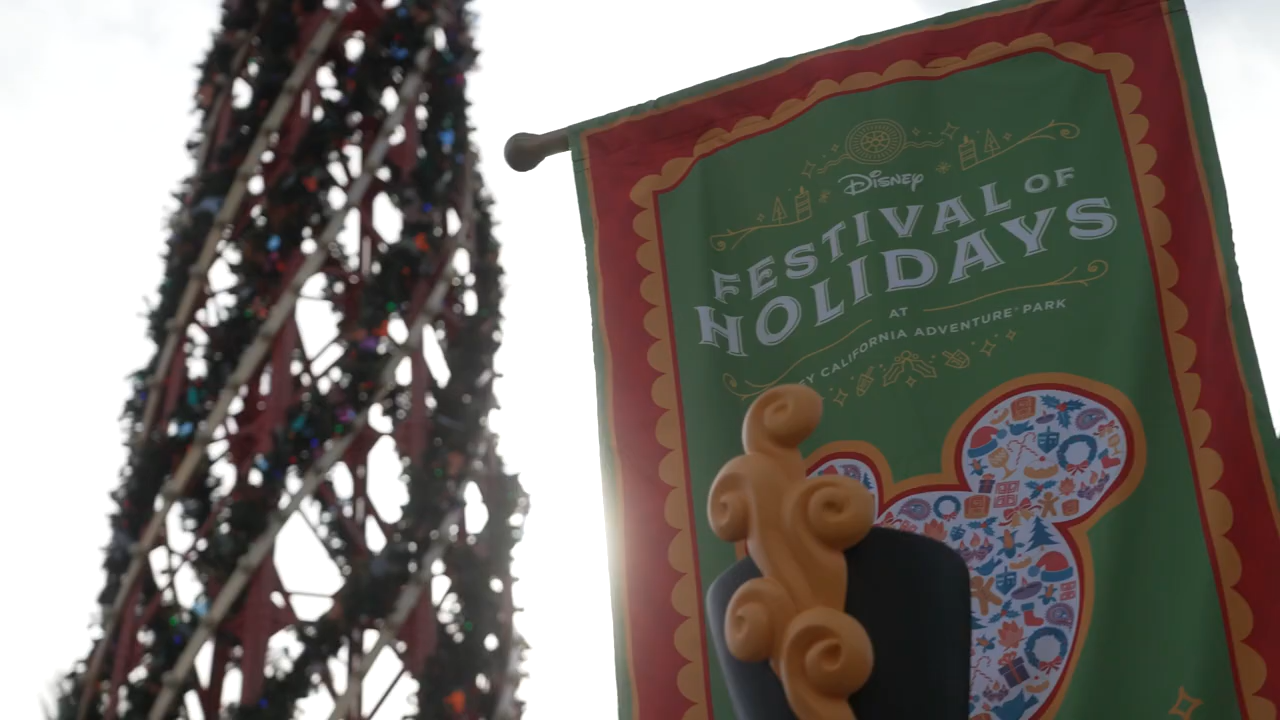 Disney
FESTIVAL OF
HOLIDAYS
AT
CALIFORNIA ADVENTURE PARK